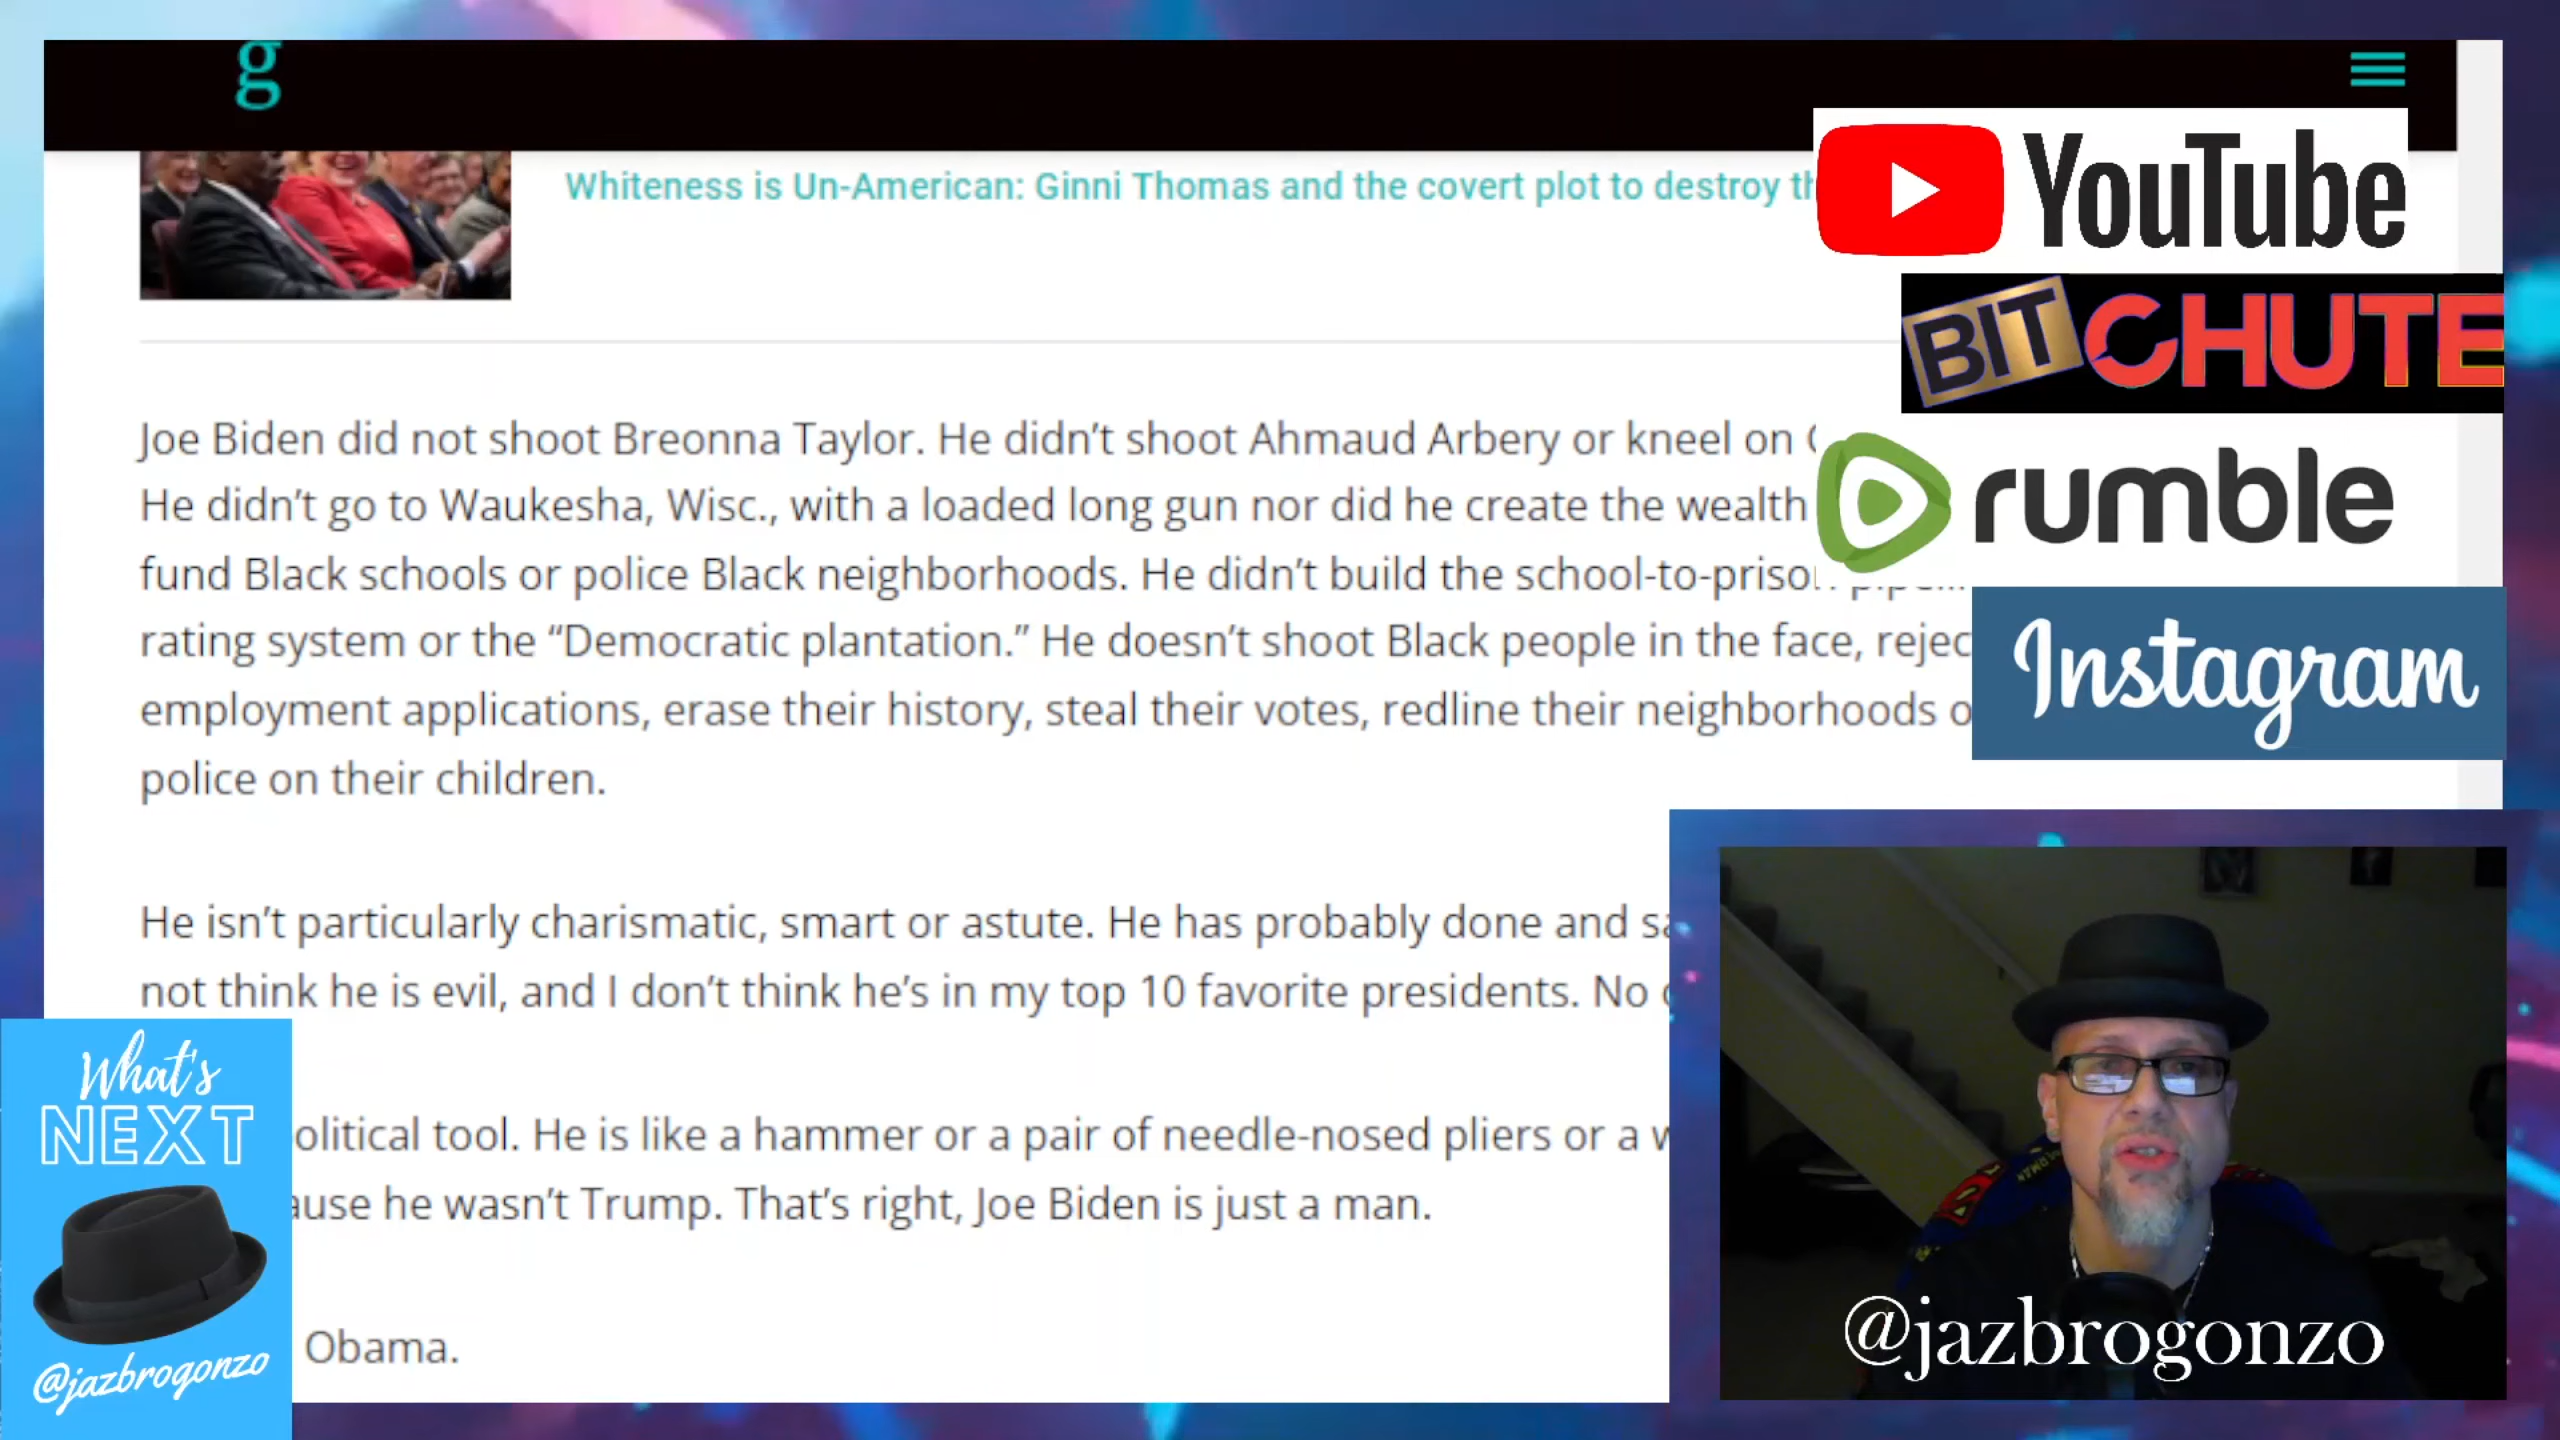 g
Whiteness is Un-American: Ginni Thomas and the covert plot to destroy
YouTube
BITCHUTE
rumble
Instagram
Joe Biden did not shoot Breonna Taylor. He didn't shoot Ahmaud Arbery or kneel on
He didn't go to Waukesha, Wisc., with a loaded long gun nor did he create the wealth
fund Black schools or police Black neighborhoods. He didn't build the school-to-prison
rating system or the “Democratic plantation.” He doesn't shoot Black people in the face,
employment applications, erase their history, steal their votes, redline their neighborhoods
police on their children.
He isn't particularly charismatic, smart or astute. He has probably done and
not think he is evil, and I don't think he's in my top 10 favorite presidents. No
olitical tool. He is like a hammer or a pair of needle-nosed pliers or a
ause he wasn't Trump. That's right, Joe Biden is just a man.
Obama.
What's
NEXT
@jazbrogonzo
@jazbrogonzo